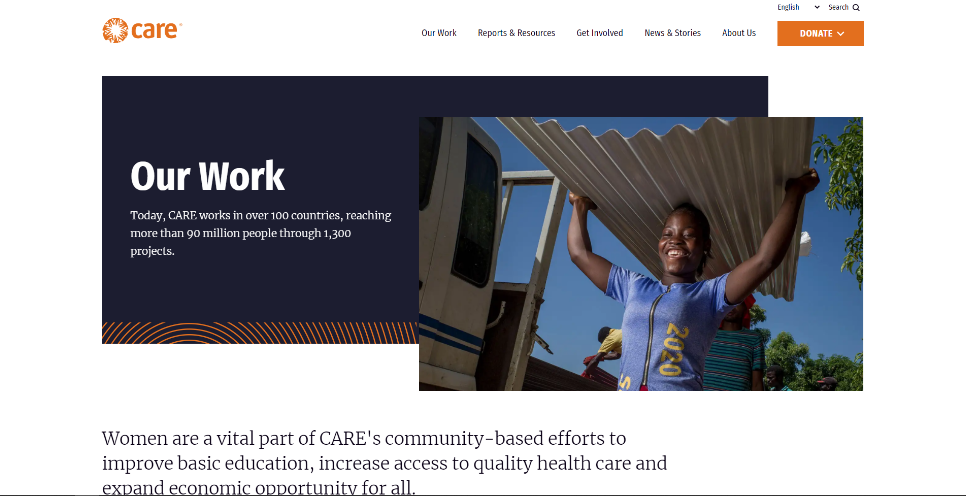 English
Search
care
Our Work
Reports & Resources
Get Involved
News & Stories
About Us
DONATE
Our Work
Today, CARE works in over 100 countries, reaching
more than 90 million people through 1,300
projects.
2020
S
Women are a vital part of CARE's community-based efforts to
improve basic education, increase access to quality health care and
expand economic opportunity for all.